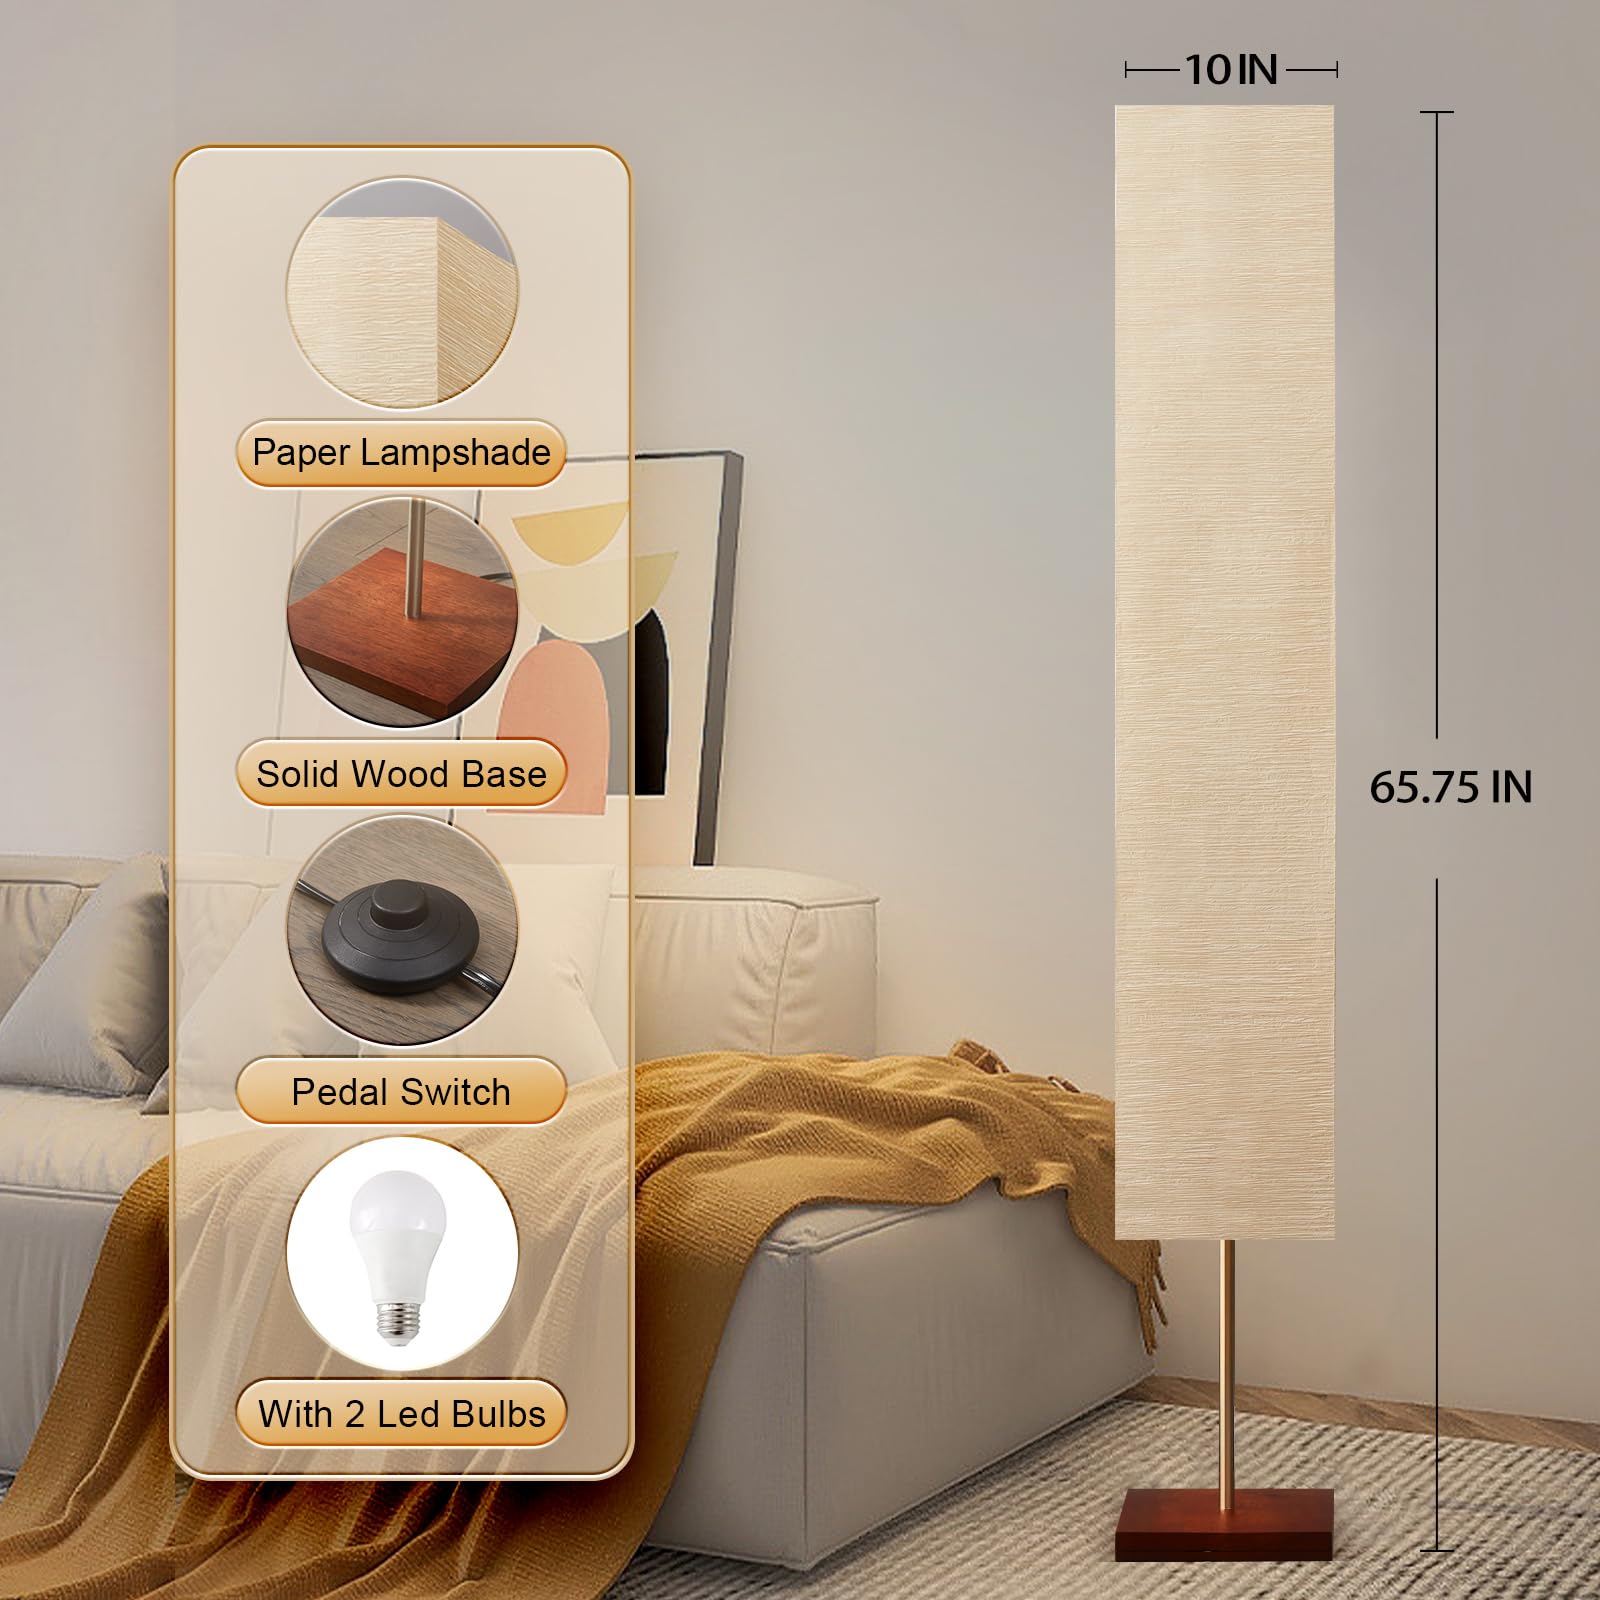 10 IN
Paper Lampshade
Solid Wood Base
65.75 IN
Pedal Switch
With 2 Led Bulbs